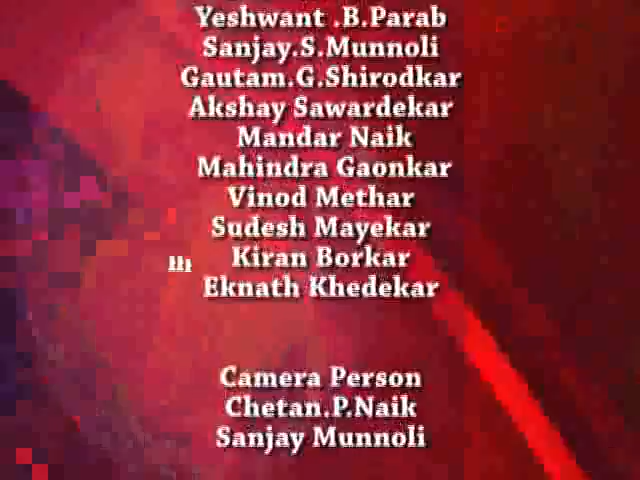 Yeshwant .B.Parab
Sanjay.S.Munnoli
Gautam.G.Shirodkar
Akshay Sawardekar
Mandar Naik
Mahindra Gaonkar
Vinod Methar
Sudesh Mayekar
Kiran Borkar
Eknath Khedekar
Camera Person
Chetan.P.Naik
Sanjay Munnoli